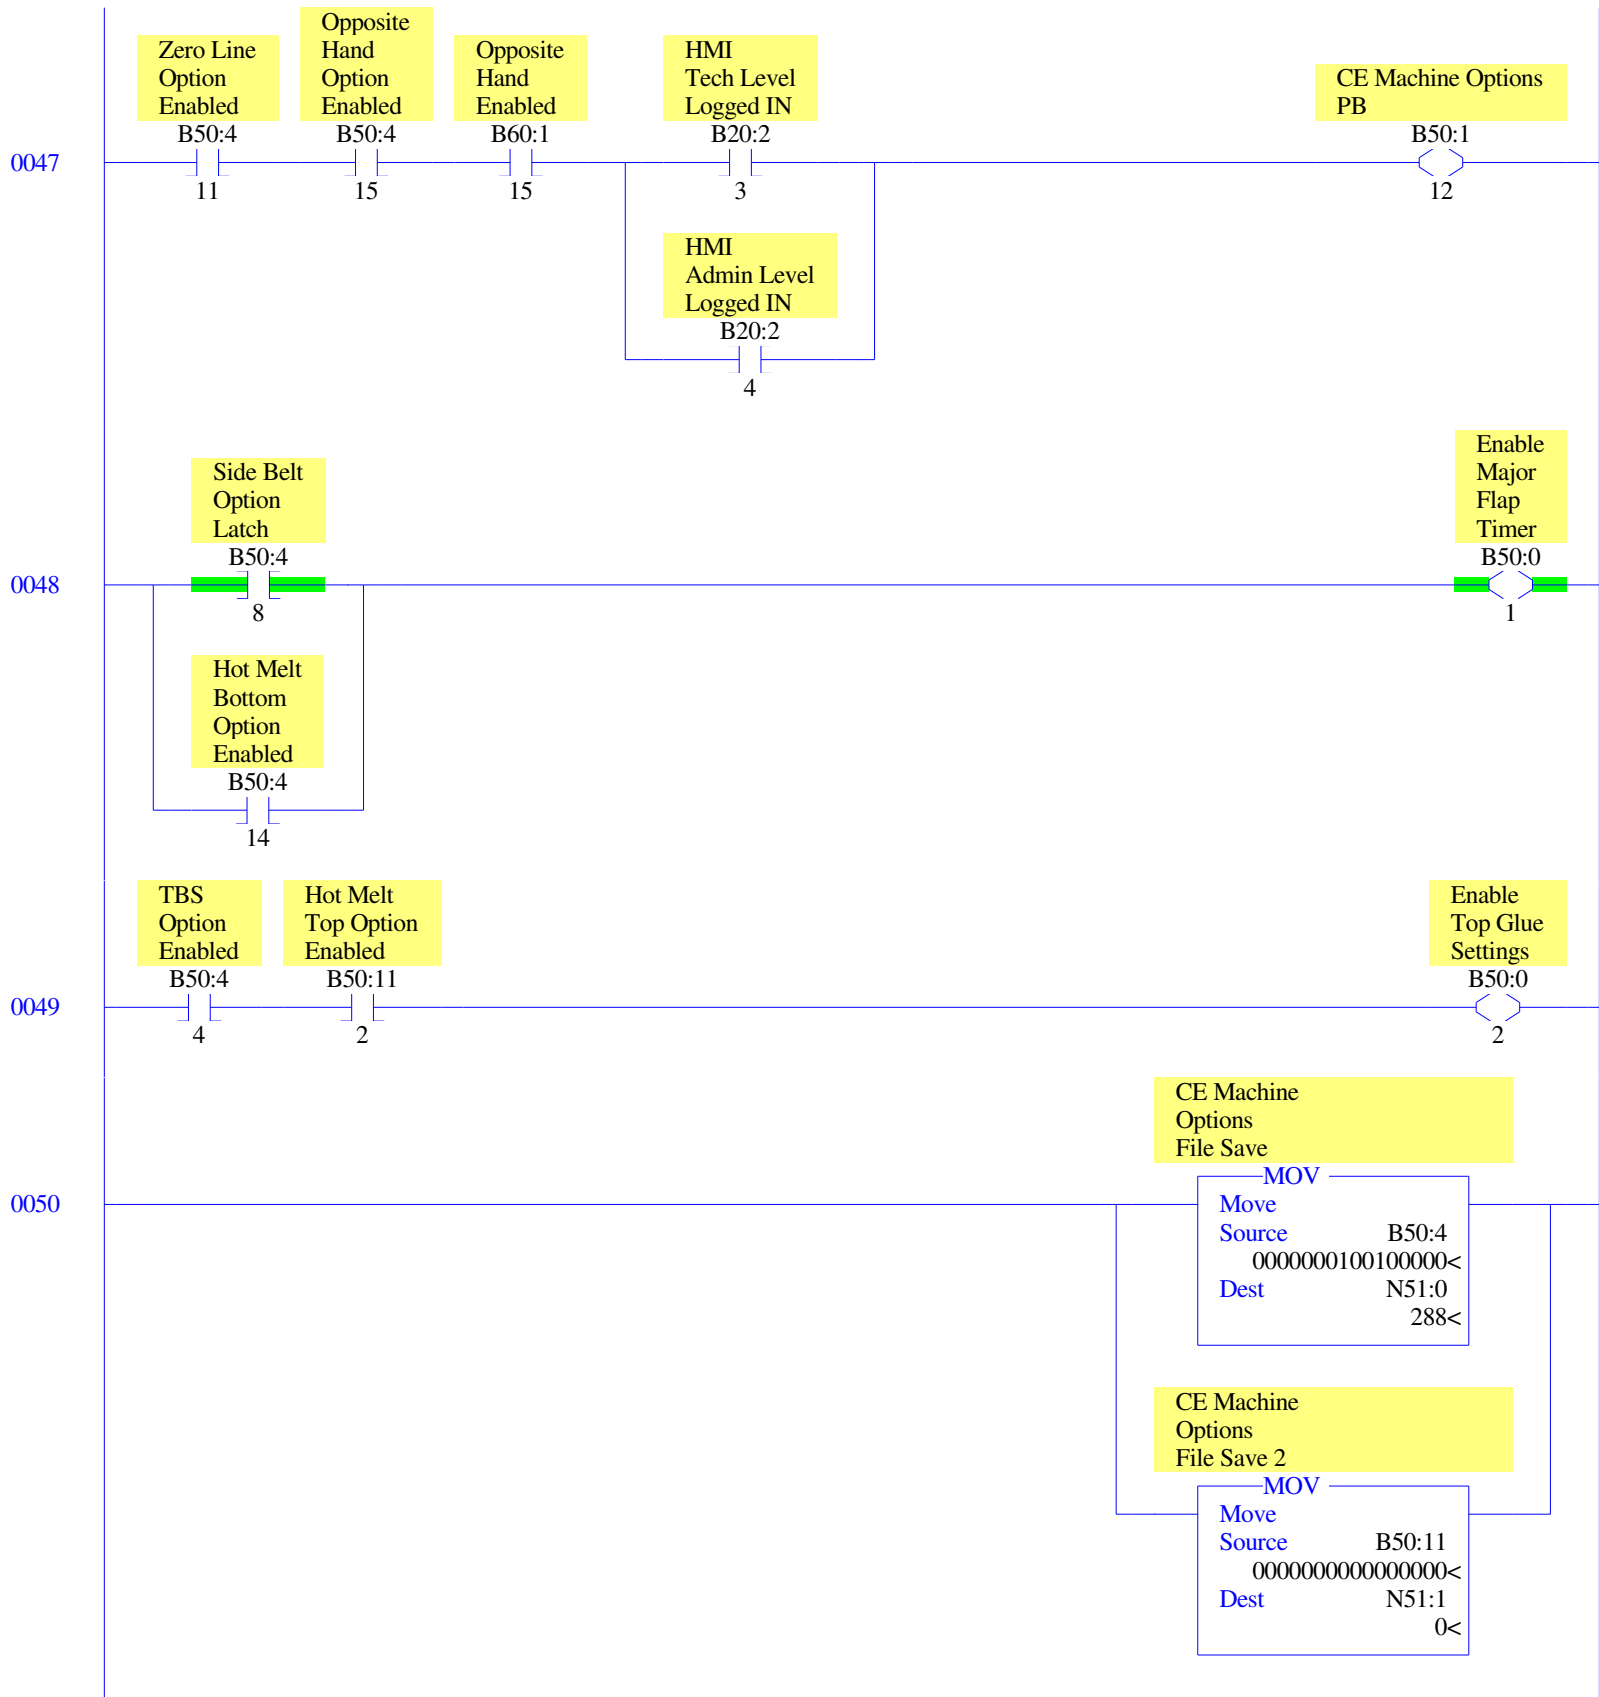 Zero Line
Option
Enabled
B50:4
11
Opposite
Hand
Option
Enabled
B50:4
15
Opposite
Hand
Enabled
B60:1
15
HMI
Tech Level
Logged IN
B20:2
3
CE Machine Options
PB
B50:1
12
0047
HMI
Admin Level
Logged IN
B20:2
4
Side Belt
Option
Latch
B50:4
8
Enable
Major
Flap
Timer
B50:0
1
0048
Hot Melt
Bottom
Option
Enabled
B50:4
14
TBS
Option
Enabled
B50:4
4
Hot Melt
Top Option
Enabled
B50:11
2
Enable
Top Glue
Settings
B50:0
2
0049
CE Machine
Options
File Save
0050
MOV
Move
Source B50:4
0000000100100000<
Dest N51:0
288<
CE Machine
Options
File Save 2
MOV
Move
Source B50:11
0000000000000000<
Dest N51:1
0<